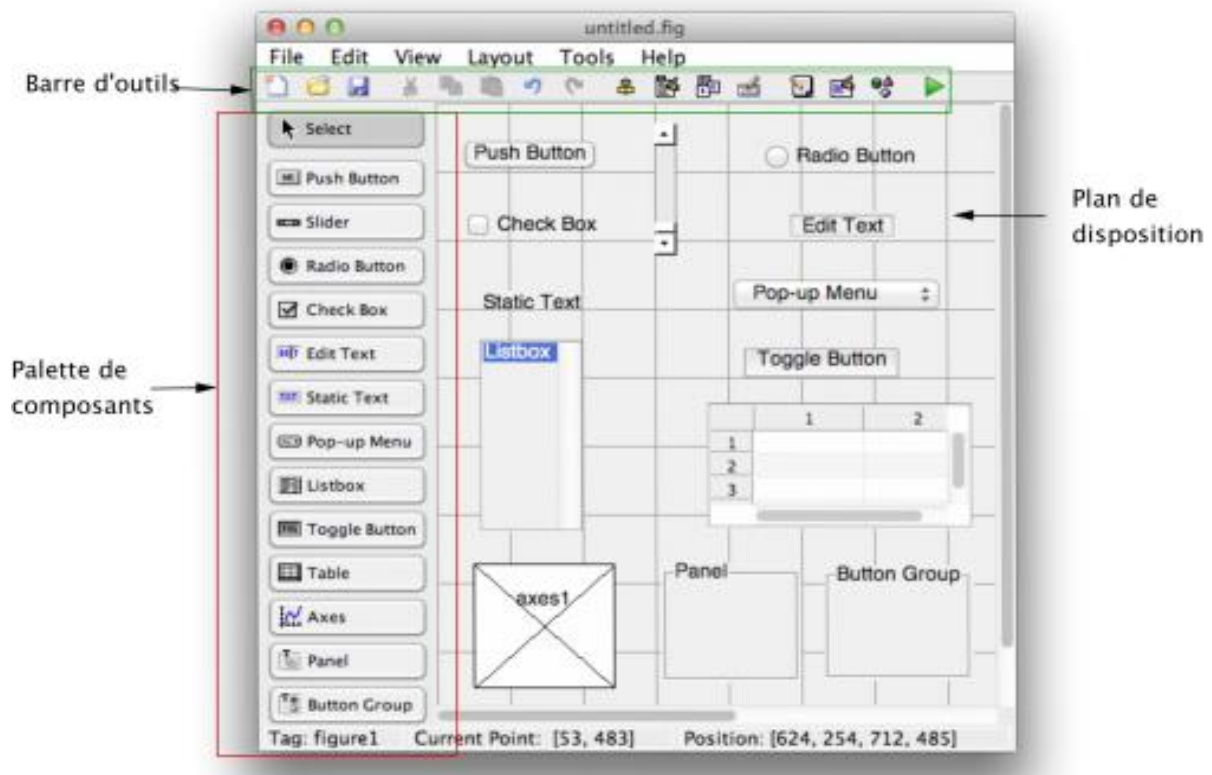 untitled.fig
File Edit View Layout Tools Help
Barre d'outils
Select
Push Button
Slider
Radio Button
Check Box
Edit Text
Static Text
Pop-up Menu
Listbox
Toggle Button
Table
Axes
Panel
Button Group
Palette de
composants
Push Button
Radio Button
Check Box
Edit Text
Static Text
Pop-up Menu
Listbox
Toggle Button
1 2
1
2
3
axes1
Panel
Button Group
Plan de
disposition
Tag: figure1 Current Point: [53, 483] Position: [624, 254, 712, 485]